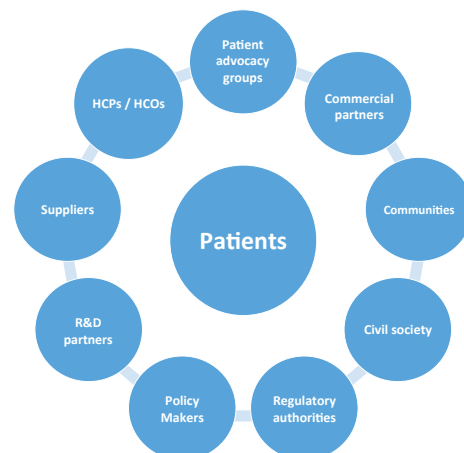 Patient
advocacy
groups
Commercial
partners
Communities
Civil society
Regulatory
authorities
Policy
Makers
R&D
partners
Suppliers
HCPs / HCOs
Patients